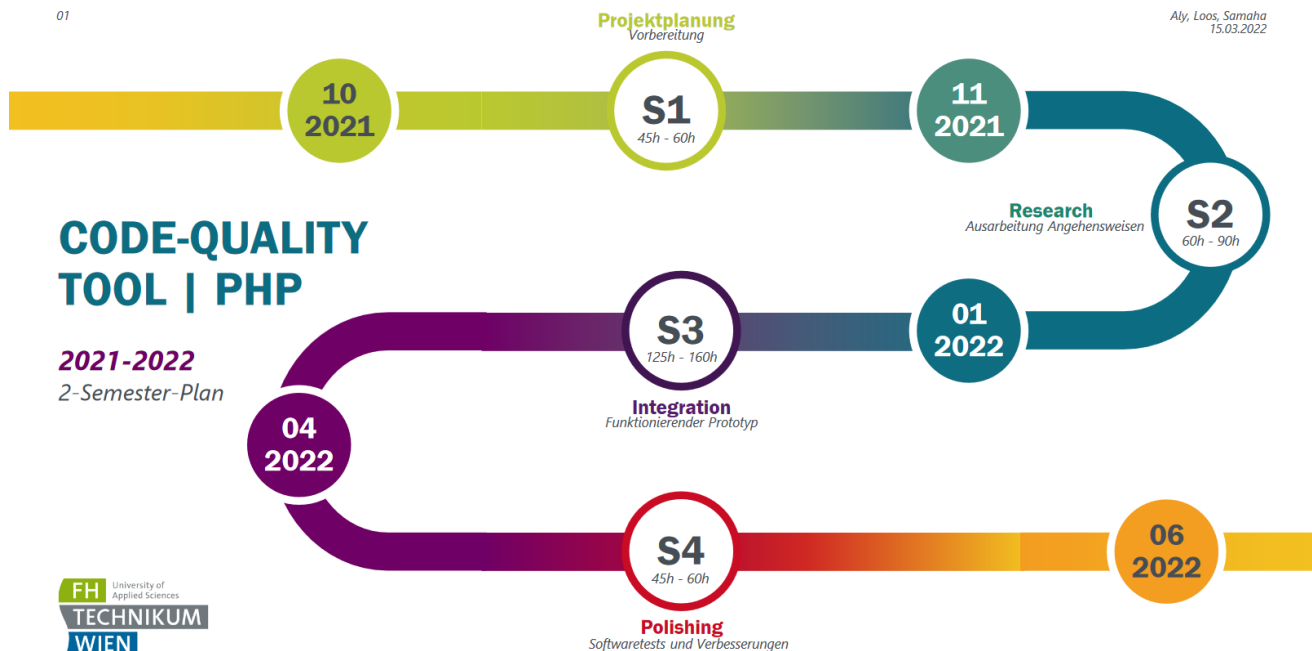 01
Aly, Loos, Samaha
15.03.2022
Projektplanung
Vorbereitung
10
2021
S1
45h - 60h
11
2021
S2
60h - 90h
Research
Ausarbeitung Angehensweisen
CODE-QUALITY
TOOL | PHP
2021-2022
2-Semester-Plan
01
2022
S3
125h - 160h
Integration
Funktionierender Prototyp
04
2022
S4
45h - 60h
Polishing
Softwaretests und Verbesserungen
06
2022
FH
University of
Applied Sciences
TECHNIKUM
WIEN